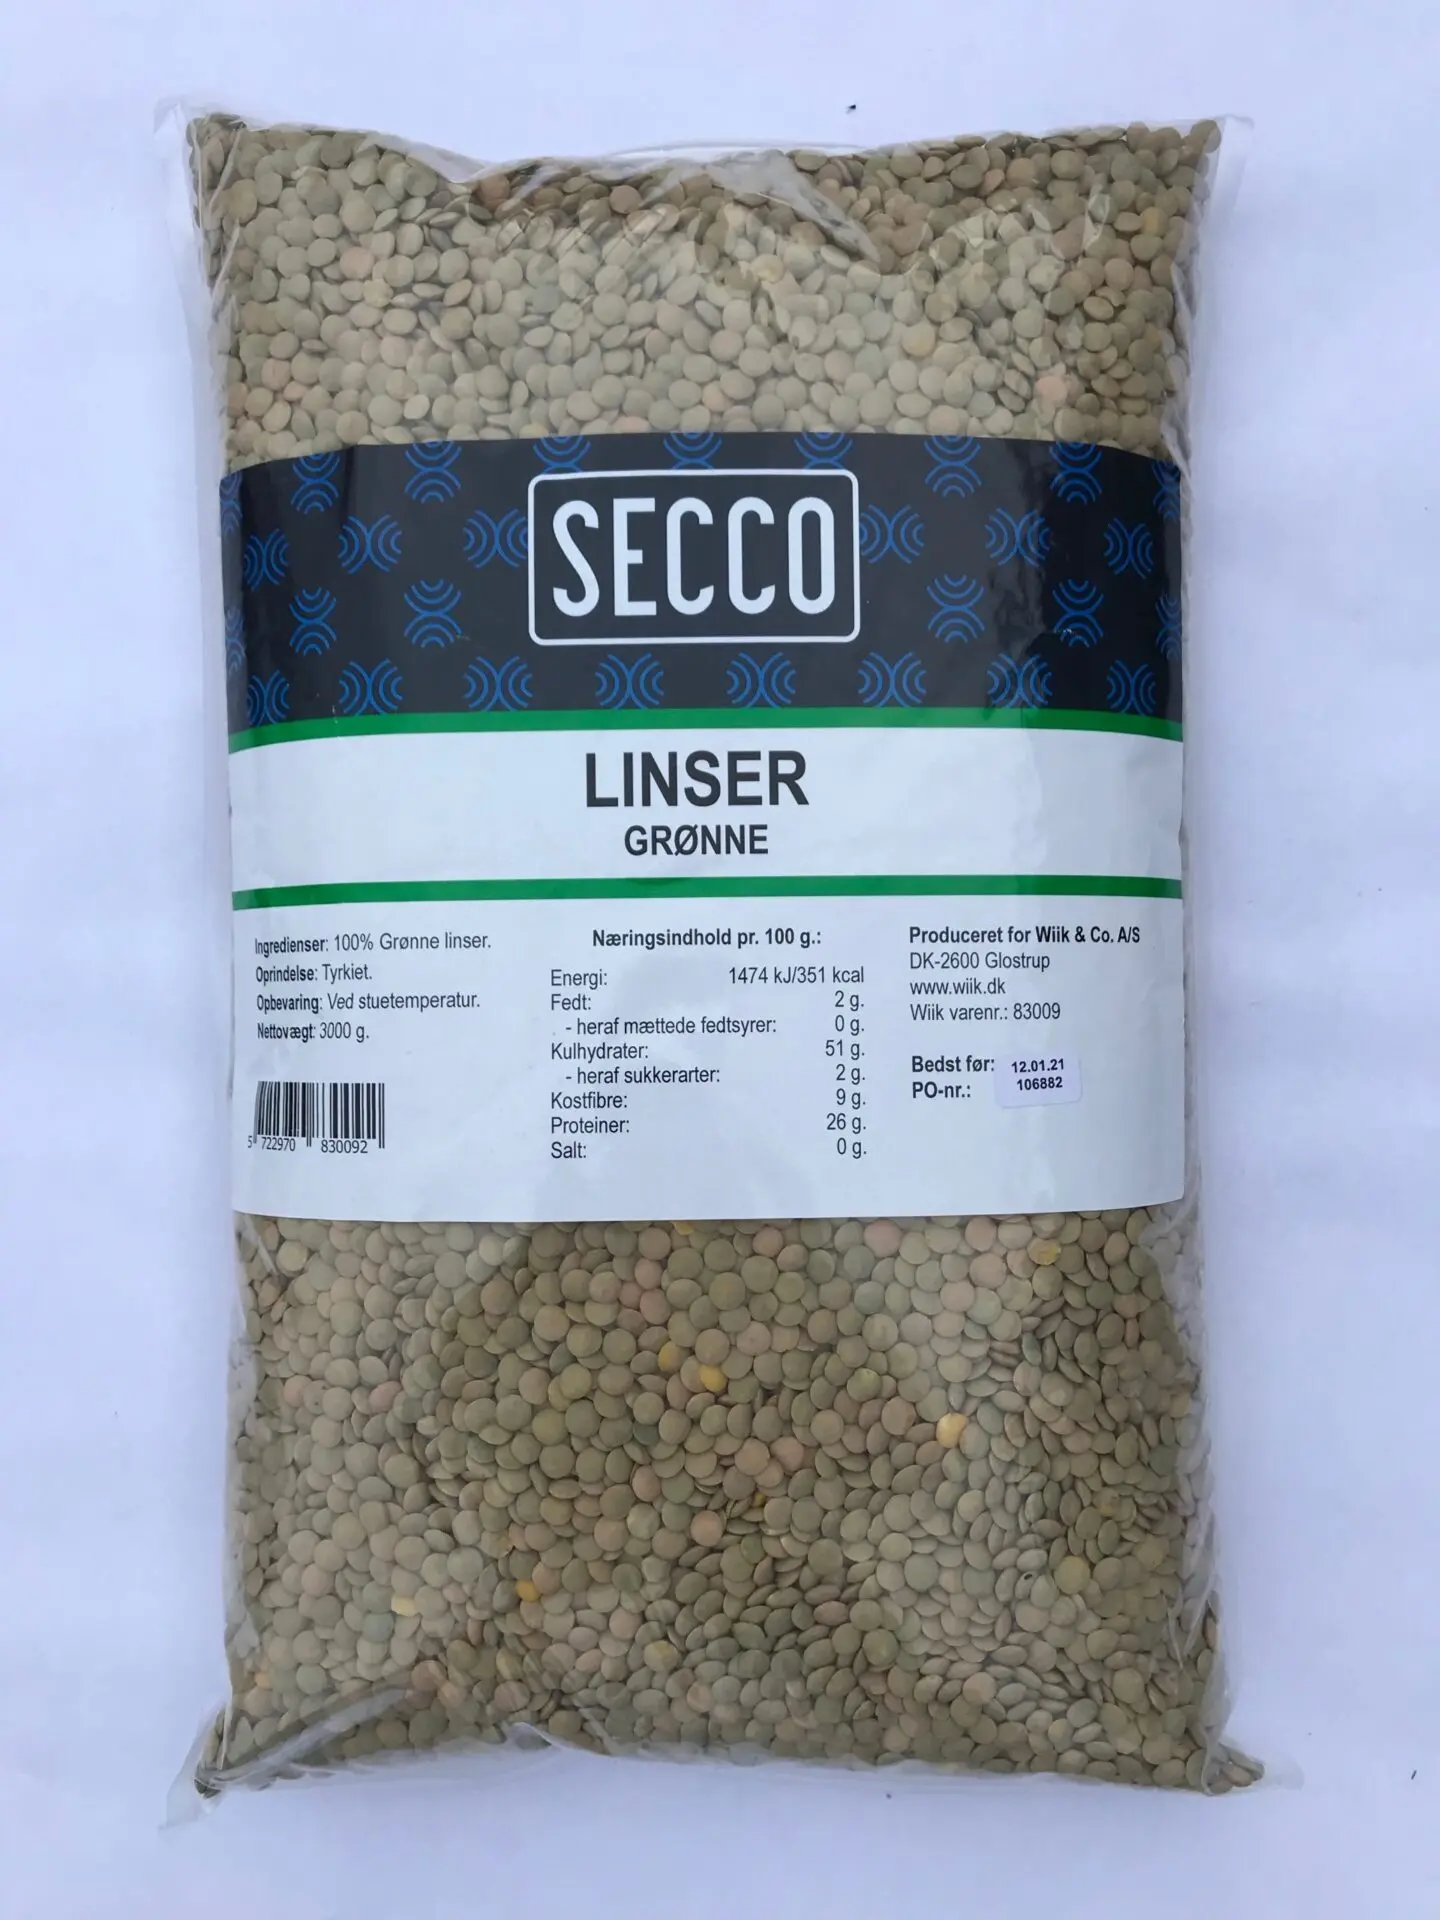 SECCO
LINSER
GRØNNE
Ingredienser: 100% Grønne linser.
Oprindelse: Tyrkiet.
Opbevaring: Ved stuetemperatur.
Nettovægt: 3000 g.
5 722970 830092
Næringsindhold pr. 100 g.:
Energi: 1474 kJ/351 kcal
Fedt: 2 g.
- heraf mættede fedtsyrer: 0 g.
Kulhydrater: 51 g.
- heraf sukkerarter: 2 g.
Kostfibre: 9 g.
Proteiner: 26 g.
Salt: 0 g.
Produceret for Wiik & Co. A/S
DK-2600 Glostrup
www.wiik.dk
Wiik varenr.: 83009
Bedst før: 12.01.21
PO-nr.: 106882